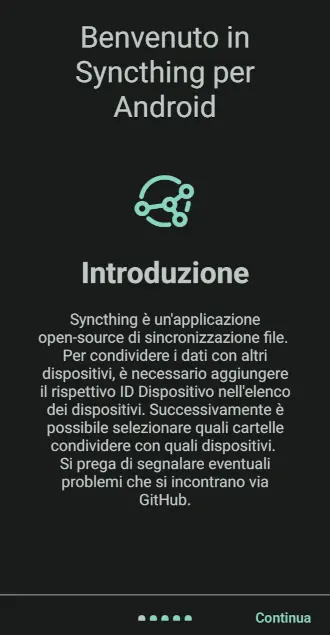 Benvenuto in
Syncthing per
Android
Introduzione
Syncthing è un'applicazione
open-source di sincronizzazione file.
Per condividere i dati con altri
dispositivi, è necessario aggiungere
il rispettivo ID Dispositivo nell'elenco
dei dispositivi. Successivamente è
possibile selezionare quali cartelle
condividere con quali dispositivi.
Si prega di segnalare eventuali
problemi che si incontrano via
GitHub.
Continua